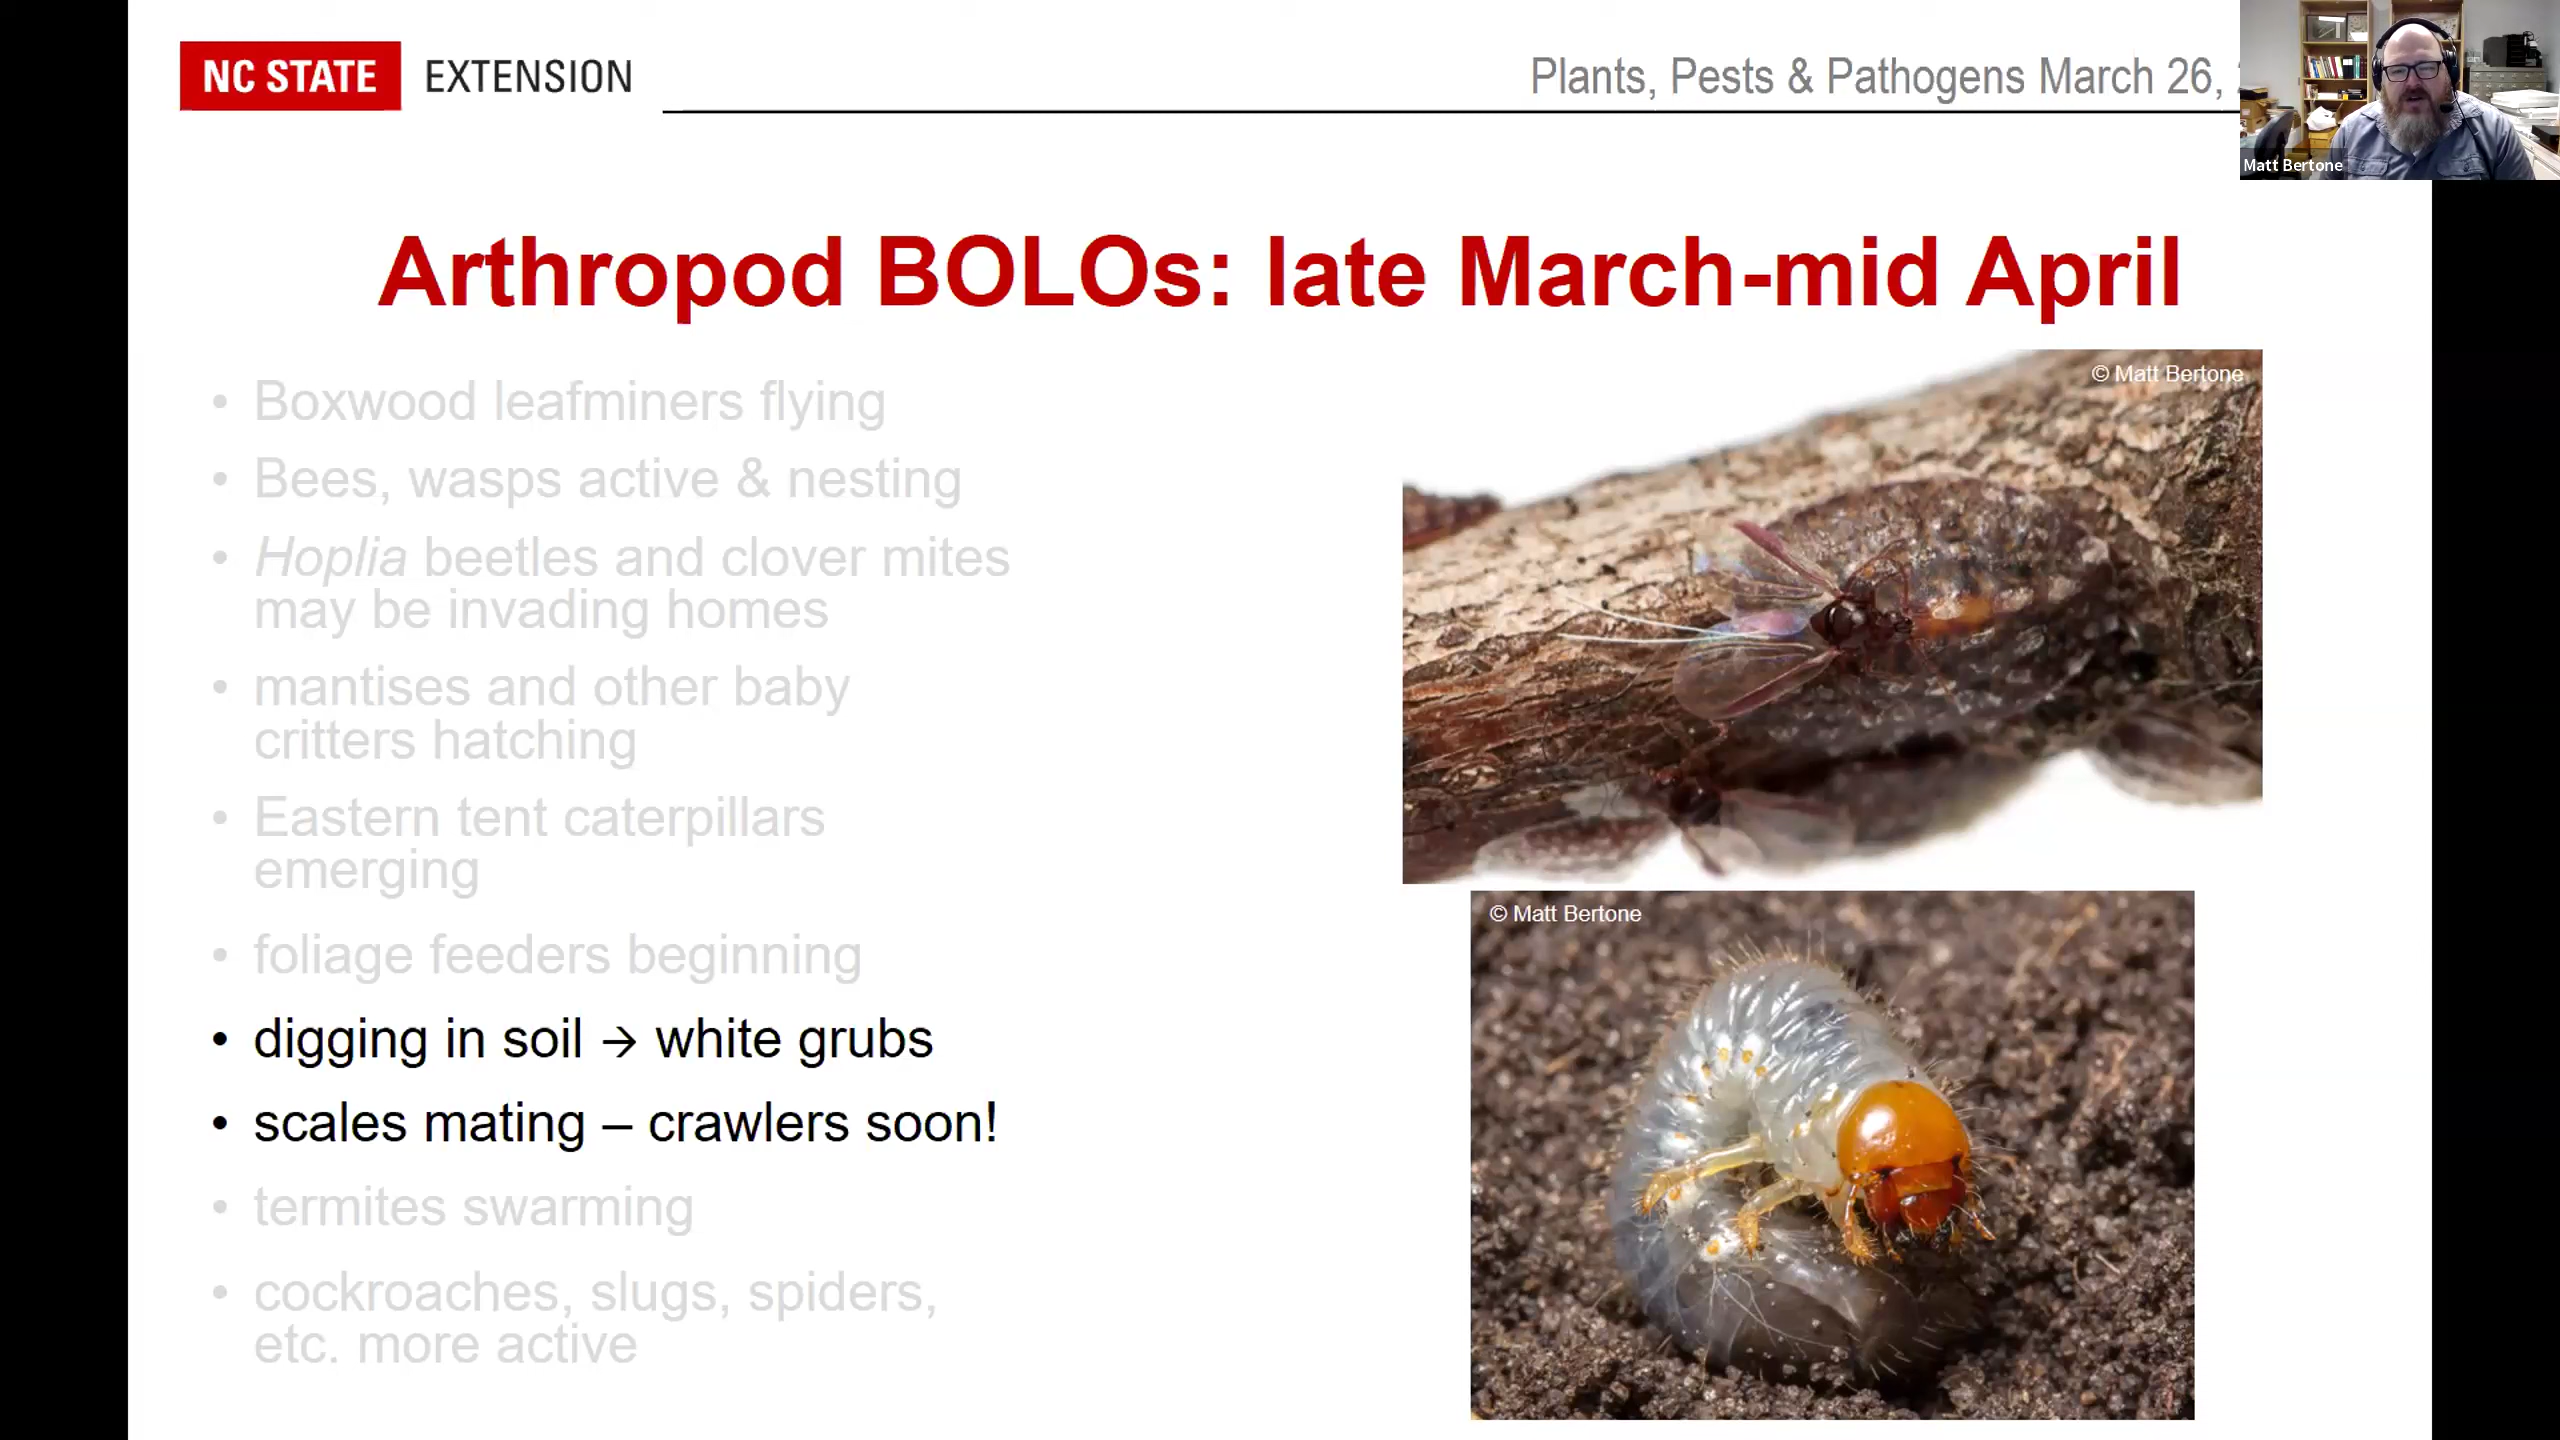 NC STATE EXTENSION
Plants, Pests & Pathogens March 26,
Matt Bertone
Arthropod BOLOs: late March-mid April
• Boxwood leafminers flying
• Bees, wasps active & nesting
• Hoplia beetles and clover mites
may be invading homes
• mantises and other baby
critters hatching
• Eastern tent caterpillars
emerging
• foliage feeders beginning
• digging in soil → white grubs
• scales mating – crawlers soon!
• termites swarming
• cockroaches, slugs, spiders,
etc. more active
© Matt Bertone
© Matt Bertone